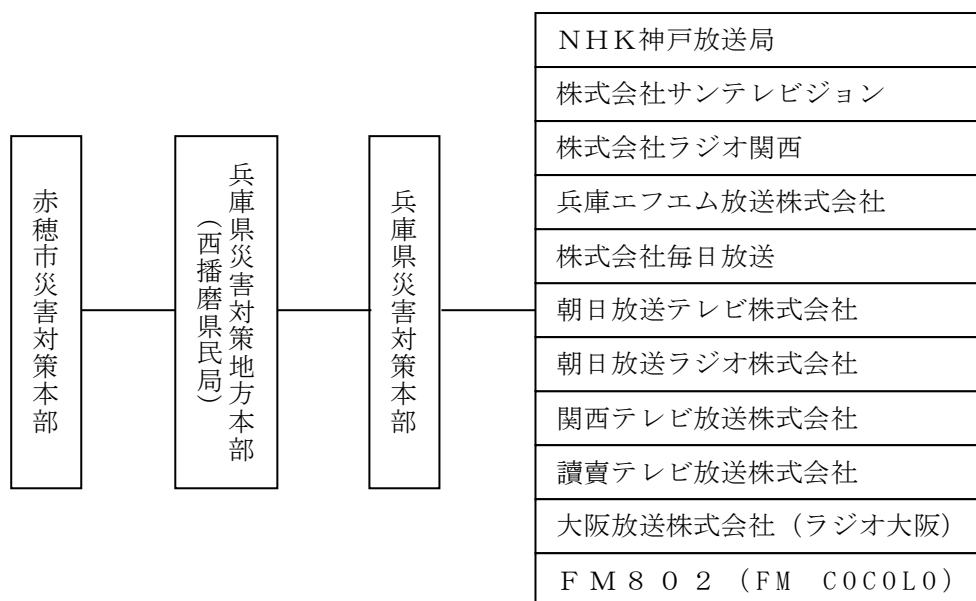 赤穂市災害対策本部
兵庫県災害対策地方本部
（西播磨県民局）
兵庫県災害対策本部
ＮＨＫ神戸放送局
株式会社サンテレビジョン
株式会社ラジオ関西
兵庫エフエム放送株式会社
株式会社毎日放送
朝日放送テレビ株式会社
朝日放送ラジオ株式会社
関西テレビ放送株式会社
讀賣テレビ放送株式会社
大阪放送株式会社（ラジオ大阪）
ＦＭ８０２（FM COCOLO）